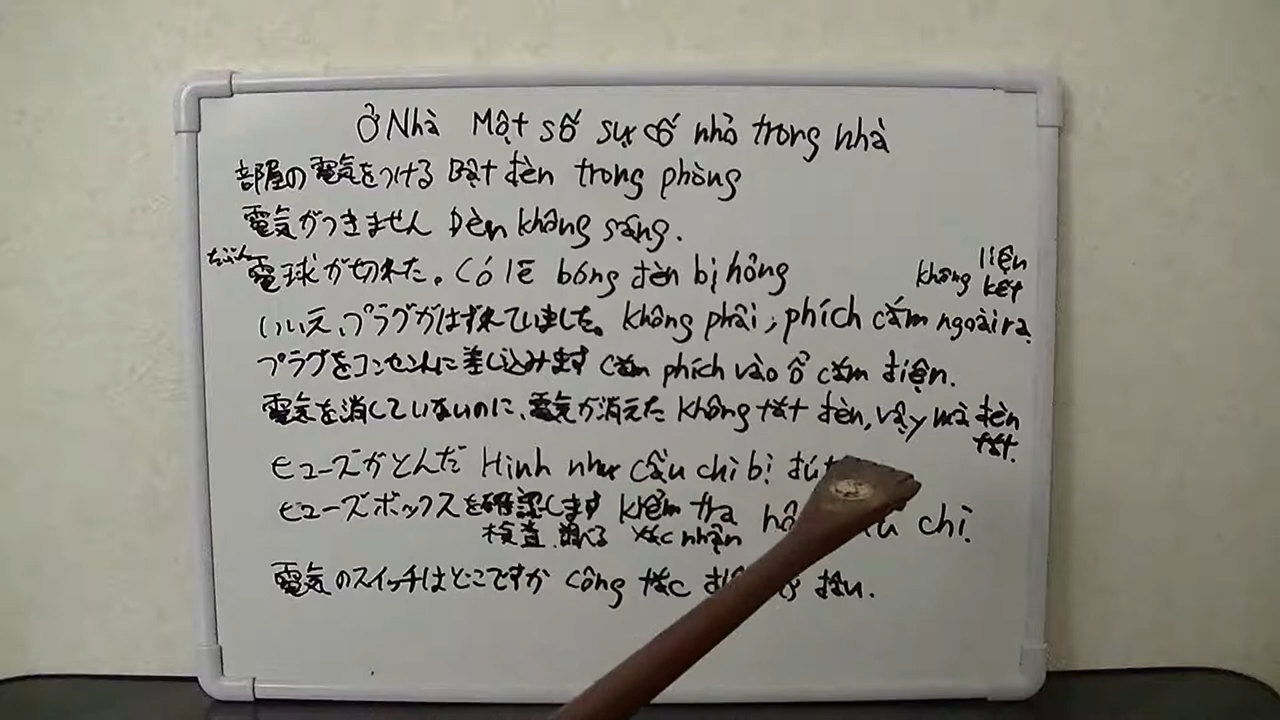 Ở Nhà Một số sự cố nhỏ trong nhà
部屋の電気をつける Bật đèn trong phòng
電気がつきません Đèn không sáng.
たぶん
電球が切れた。Có lẽ bóng đèn bị hỏng
không liên kết
いいえ、プラグがはずれていました。không phải, phích cắm ngoài ra
プラグをコンセントに差し込みます cắm phích vào ổ cắm điện.
電気を消していないのに、電気が消えた không tắt đèn, vậy mà đèn
tắt.
ヒューズがとんだ Hình như cầu chì bị
ヒューズボックスを確認します kiểm tra chì.
検査 調べる xác nhận
電気のスイッチはどこですか công tắc đâu.